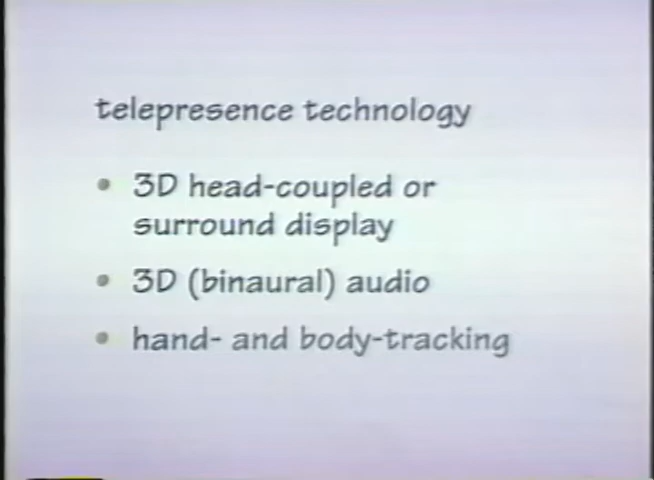 telepresence technology
• 3D head-coupled or
surround display
• 3D (binaural) audio
• hand- and body-tracking